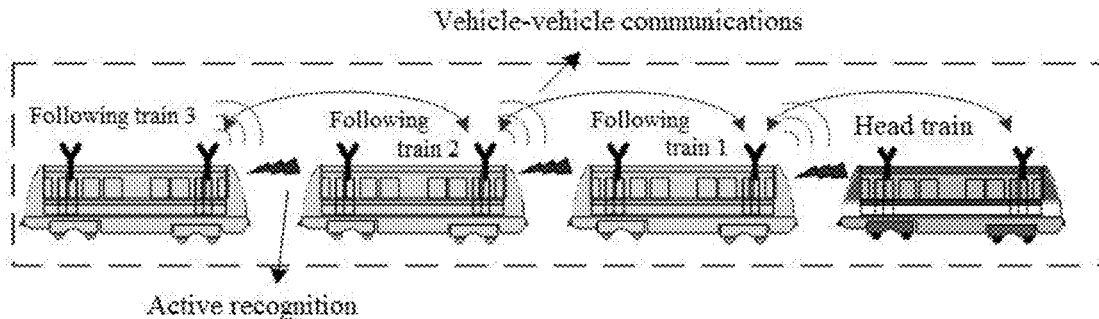 Vehicle-vehicle communications
Following train 3
Following
train 2
Following
train 1
Head train
Active recognition